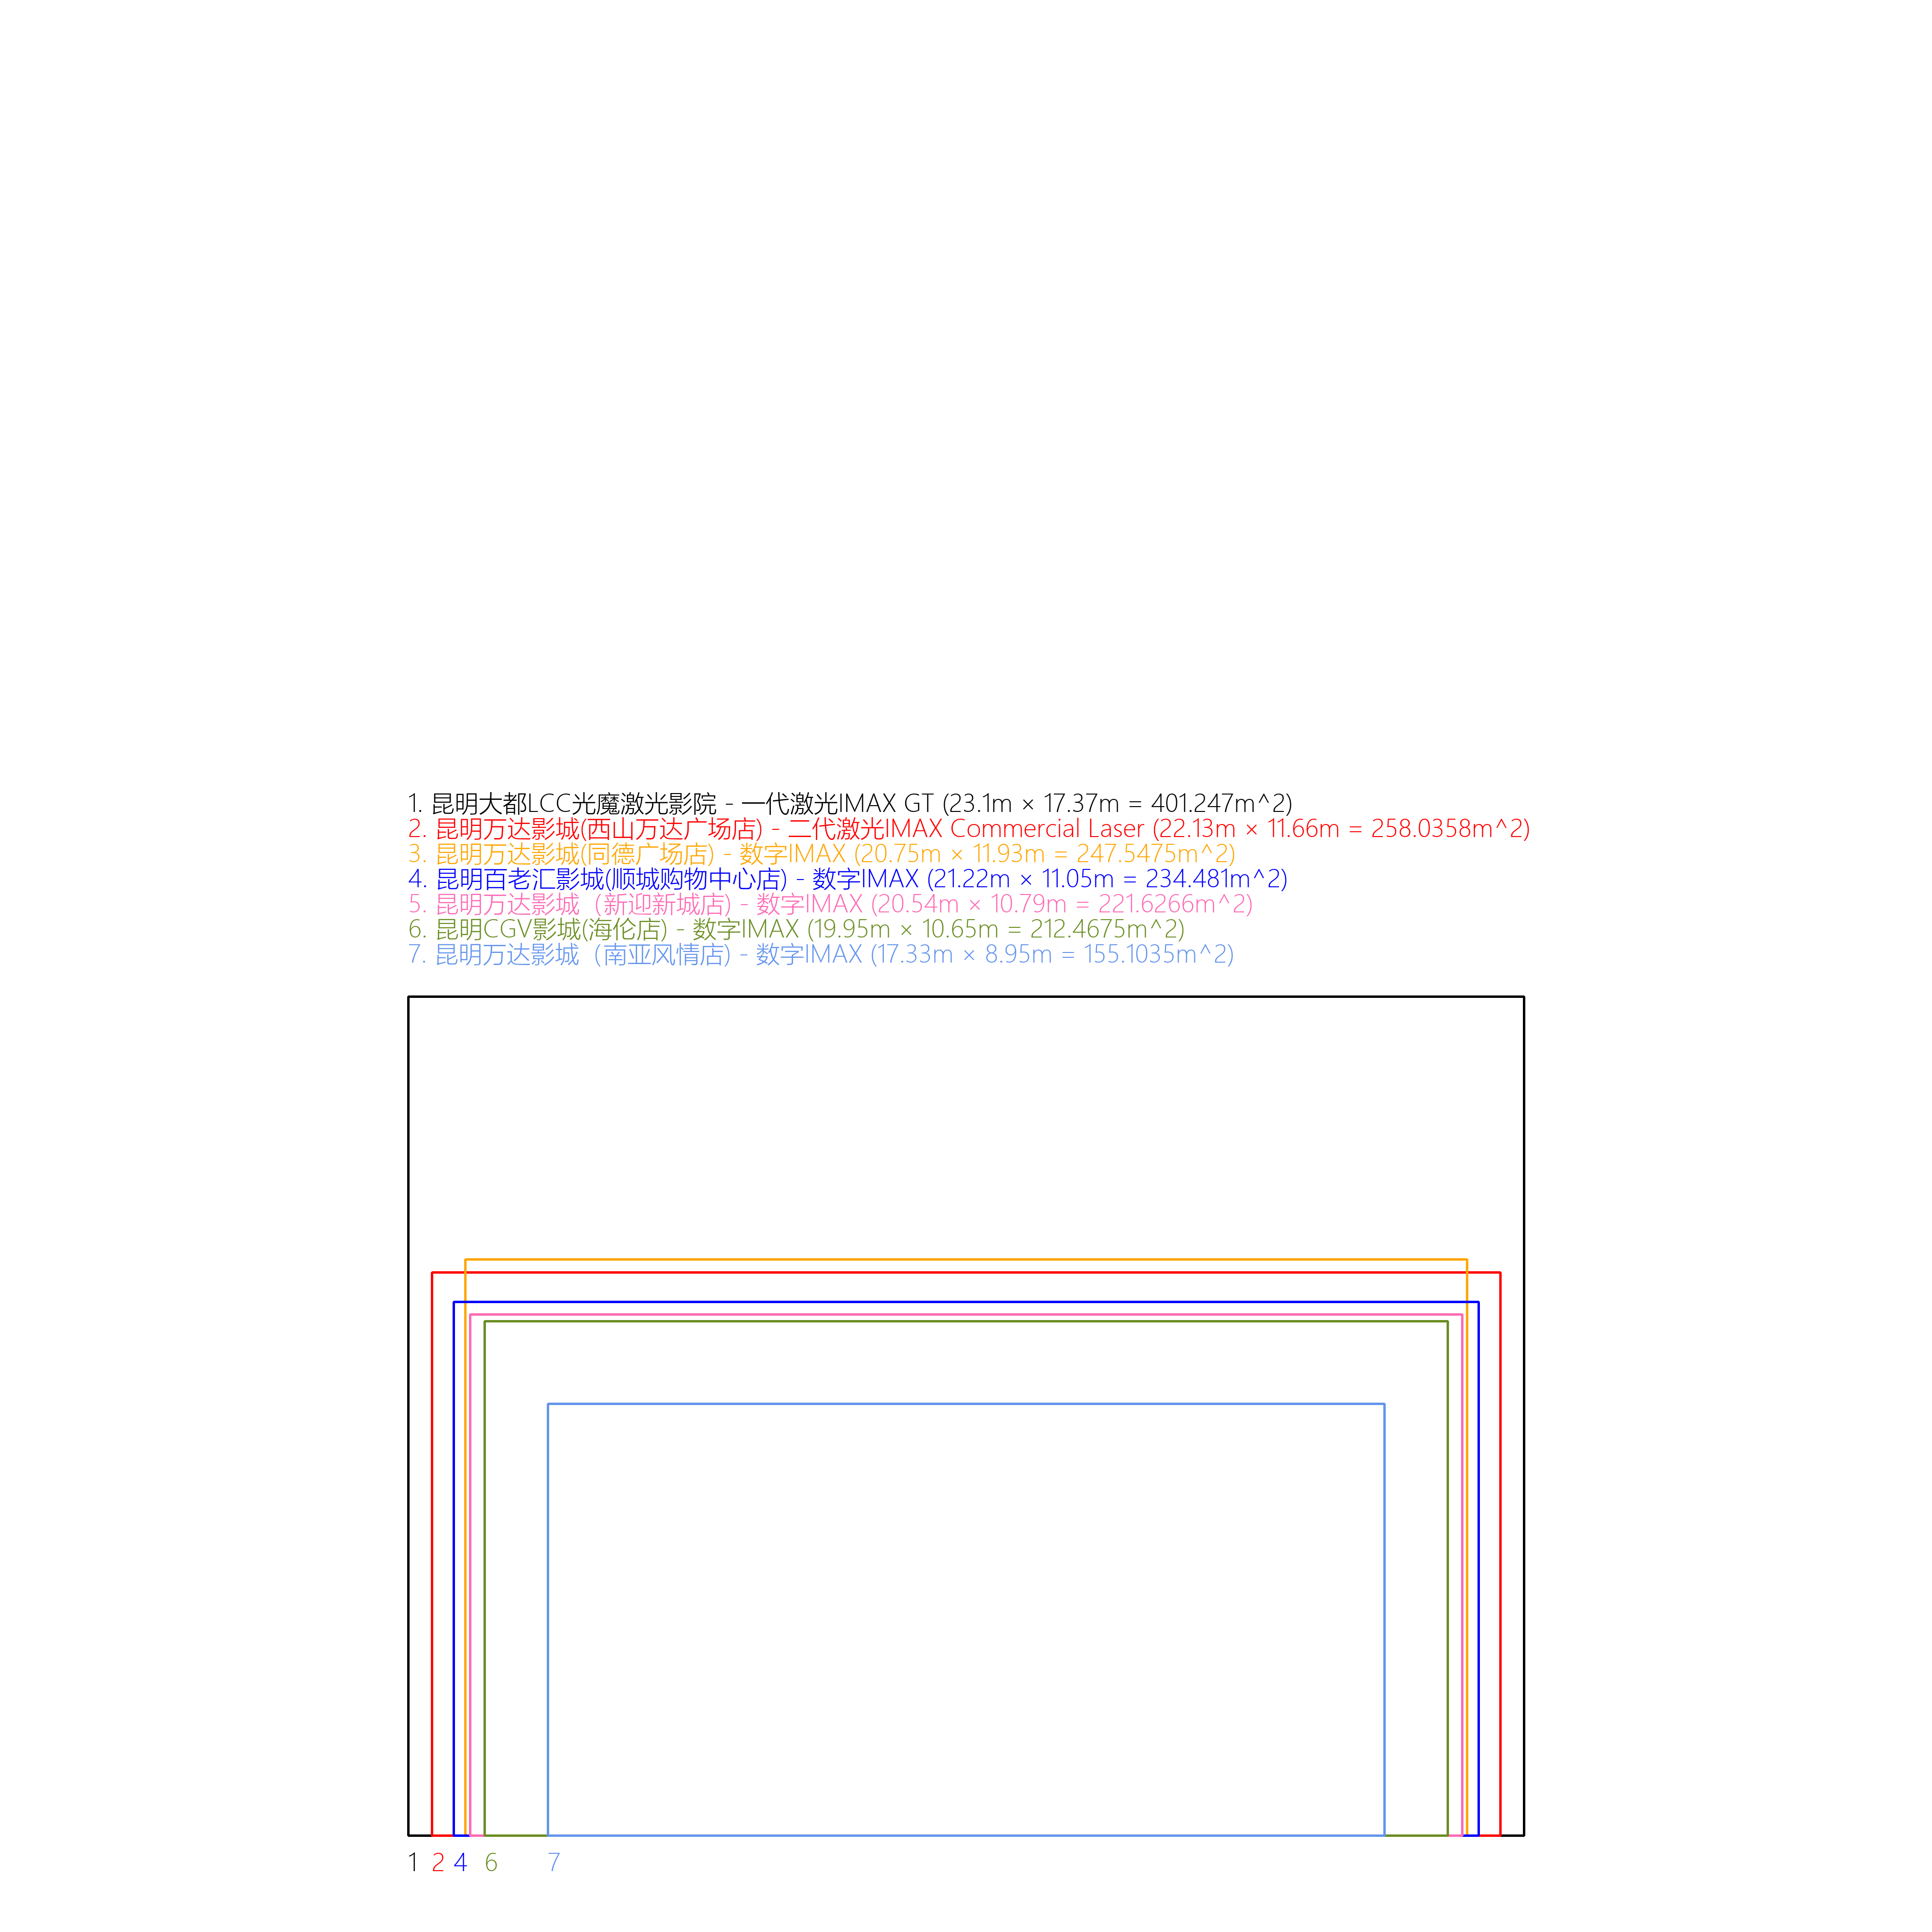 1. 昆明大都LCC光魔激光影院 - 一代激光IMAX GT (23.1m × 17.37m = 401.247m^2)
2. 昆明万达影城(西山万达广场店) - 二代激光IMAX Commercial Laser (22.13m × 11.66m = 258.0358m^2)
3. 昆明万达影城(同德广场店) - 数字IMAX (20.75m × 11.93m = 247.5475m^2)
4. 昆明百老汇影城(顺城购物中心店) - 数字IMAX (21.22m × 11.05m = 234.481m^2)
5. 昆明万达影城（新迎新城店) - 数字IMAX (20.54m × 10.79m = 221.6266m^2)
6. 昆明CGV影城(海伦店) - 数字IMAX (19.95m × 10.65m = 212.4675m^2)
7. 昆明万达影城（南亚风情店) - 数字IMAX (17.33m × 8.95m = 155.1035m^2)
1 2 4 6 7